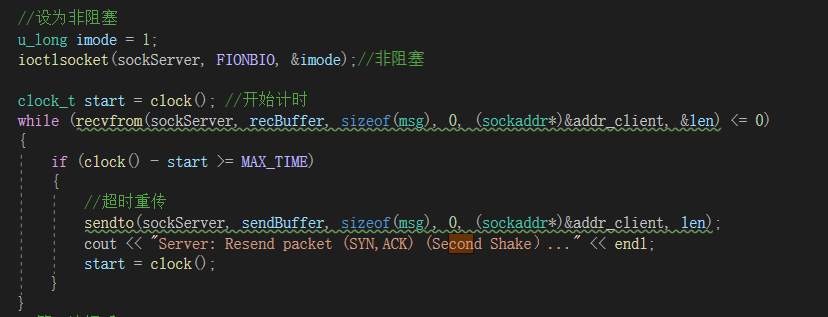 //设为非阻塞
u_long imode = 1;
ioctlsocket(sockServer, FIONBIO, &imode);//非阻塞
clock_t start = clock(); //开始计时
while (recvfrom(sockServer, recBuffer, sizeof(msg), 0, (sockaddr*)&addr_client, &len) <= 0)
{
if (clock() - start >= MAX_TIME)
{
//超时重传
sendto(sockServer, sendBuffer, sizeof(msg), 0, (sockaddr*)&addr_client, len);
cout << "Server: Resend packet (SYN,ACK) (Second Shake) ..." << endl;
start = clock();
}
}